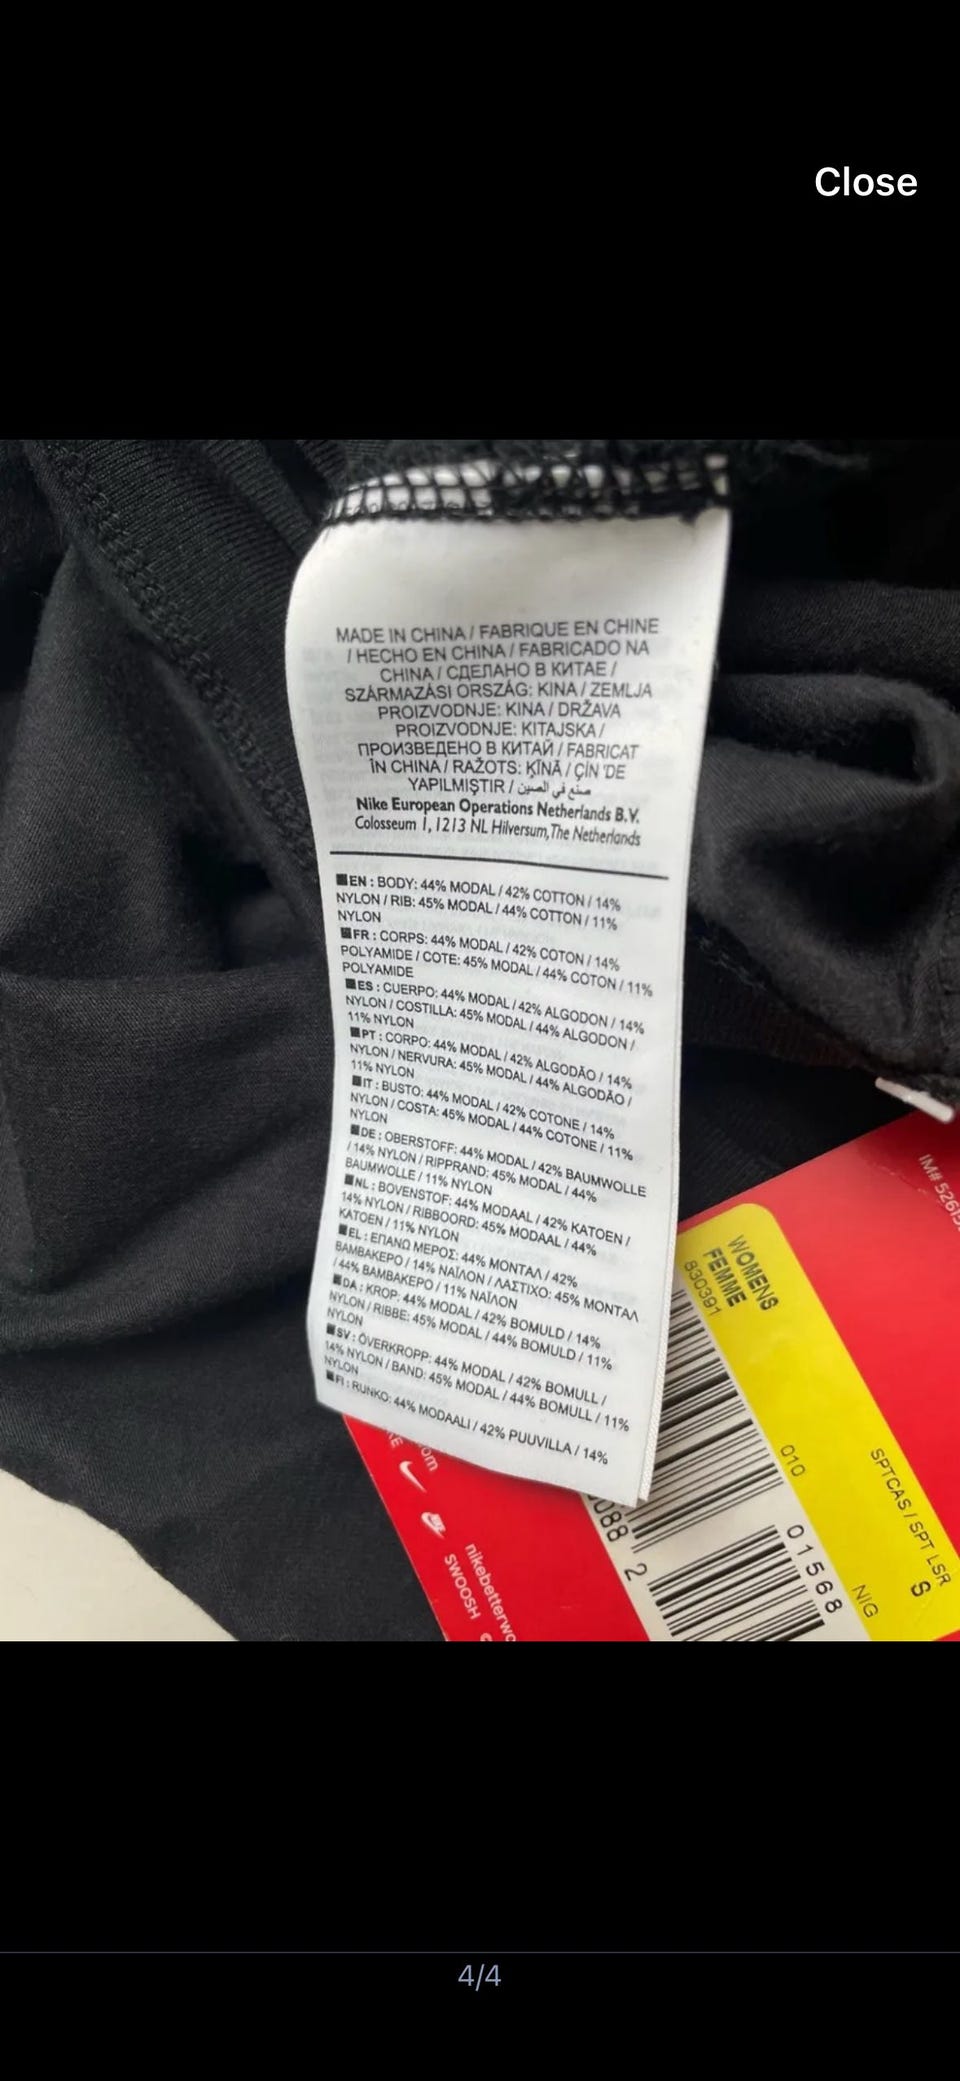 Close
MADE IN CHINA / FABRIQUE EN CHINE
/ HECHO EN CHINA / FABRICADO NA
CHINA / СДЕЛАНО В КИТАЕ /
SZÁRMAZÁSI ORSZÁG: KINA / ZEMLJA
PROIZVODNJE: KINA / DRŽAVA
PROIZVODNJE: KITAJSKA /
ПРОИЗВЕДЕНО В КИТАЙ / FABRICAT
ÎN CHINA / RAŽOTS: ĶĪNĀ / ÇİN 'DE
YAPILMIŞTIR / صنع في الصين
Nike European Operations Netherlands B.V.
Colosseum 1, 1213 NL Hilversum, The Netherlands
EN : BODY: 44% MODAL / 42% COTTON / 14%
NYLON / RIB: 45% MODAL / 44% COTTON / 11%
NYLON
FR : CORPS: 44% MODAL / 42% COTON / 14%
POLYAMIDE / COTE: 45% MODAL / 44% COTON / 11%
POLYAMIDE
ES : CUERPO: 44% MODAL / 42% ALGODON / 14%
NYLON / COSTILLA: 45% MODAL / 44% ALGODON /
11% NYLON
PT : CORPO: 44% MODAL / 42% ALGODÃO / 14%
NYLON / NERVURA: 45% MODAL / 44% ALGODÃO /
11% NYLON
IT : BUSTO: 44% MODAL / 42% COTONE / 14%
NYLON / COSTA: 45% MODAL / 44% COTONE / 11%
NYLON
DE : OBERSTOFF: 44% MODAL / 42% BAUMWOLLE
/ 14% NYLON / RIPPRAND: 45% MODAL / 44%
BAUMWOLLE / 11% NYLON
NL : BOVENSTOF: 44% MODAAL / 42% KATOEN /
14% NYLON / RIBBOORD: 45% MODAAL / 44%
KATOEN / 11% NYLON
EL : ΕΠΑΝΩ ΜΕΡΟΣ: 44% ΜΟΝΤΑΛ / 42%
ΒΑΜΒΑΚΕΡΟ / 14% ΝΑΪΛΟΝ / ΛΑΣΤΙΧΟ: 45% ΜΟΝΤΑΛ
/ 44% ΒΑΜΒΑΚΕΡΟ / 11% ΝΑΪΛΟΝ
DA : KROP: 44% MODAL / 42% BOMULD / 14%
NYLON / RIBBE: 45% MODAL / 44% BOMULD / 11%
NYLON
SV : ÖVERKROPP: 44% MODAL / 42% BOMULL /
14% NYLON / BAND: 45% MODAL / 44% BOMULL / 11%
NYLON
FI : RUNKO: 44% MODAALI / 42% PUUVILLA / 14%
IM# 5261
WOMENS
FEMME
830391
010
SPTCAS / SPT LSR
S
NIG
01568
088 2
om
nikebetterwo
SWOOSH
4/4